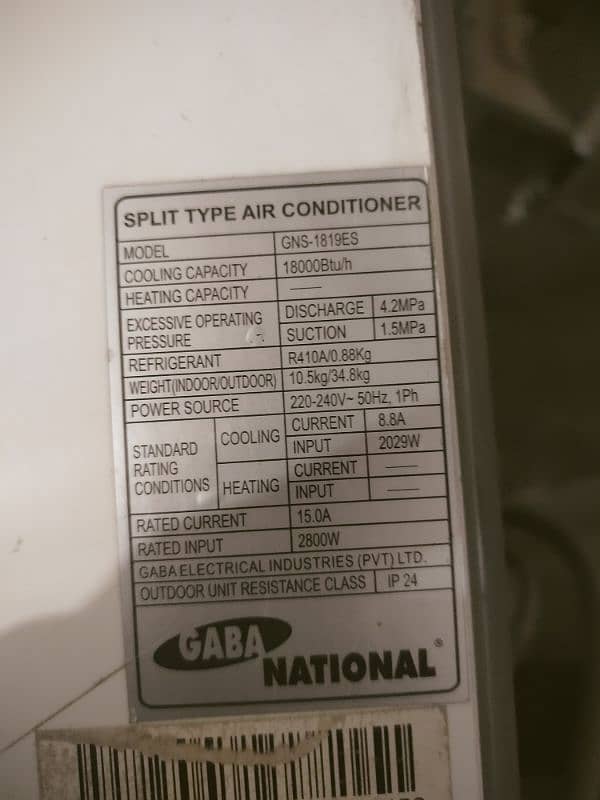 SPLIT TYPE AIR CONDITIONER
MODEL GNS-1819ES
COOLING CAPACITY 18000Btu/h
HEATING CAPACITY ——
EXCESSIVE OPERATING PRESSURE DISCHARGE 4.2MPa
SUCTION 1.5MPa
REFRIGERANT R410A/0.88Kg
WEIGHT(INDOOR/OUTDOOR) 10.5kg/34.8kg
POWER SOURCE 220-240V~ 50Hz, 1Ph
STANDARD RATING CONDITIONS COOLING CURRENT 8.8A
INPUT 2029W
HEATING CURRENT ——
INPUT ——
RATED CURRENT 15.0A
RATED INPUT 2800W
GABA ELECTRICAL INDUSTRIES (PVT) LTD.
OUTDOOR UNIT RESISTANCE CLASS IP 24
GABA
NATIONAL®